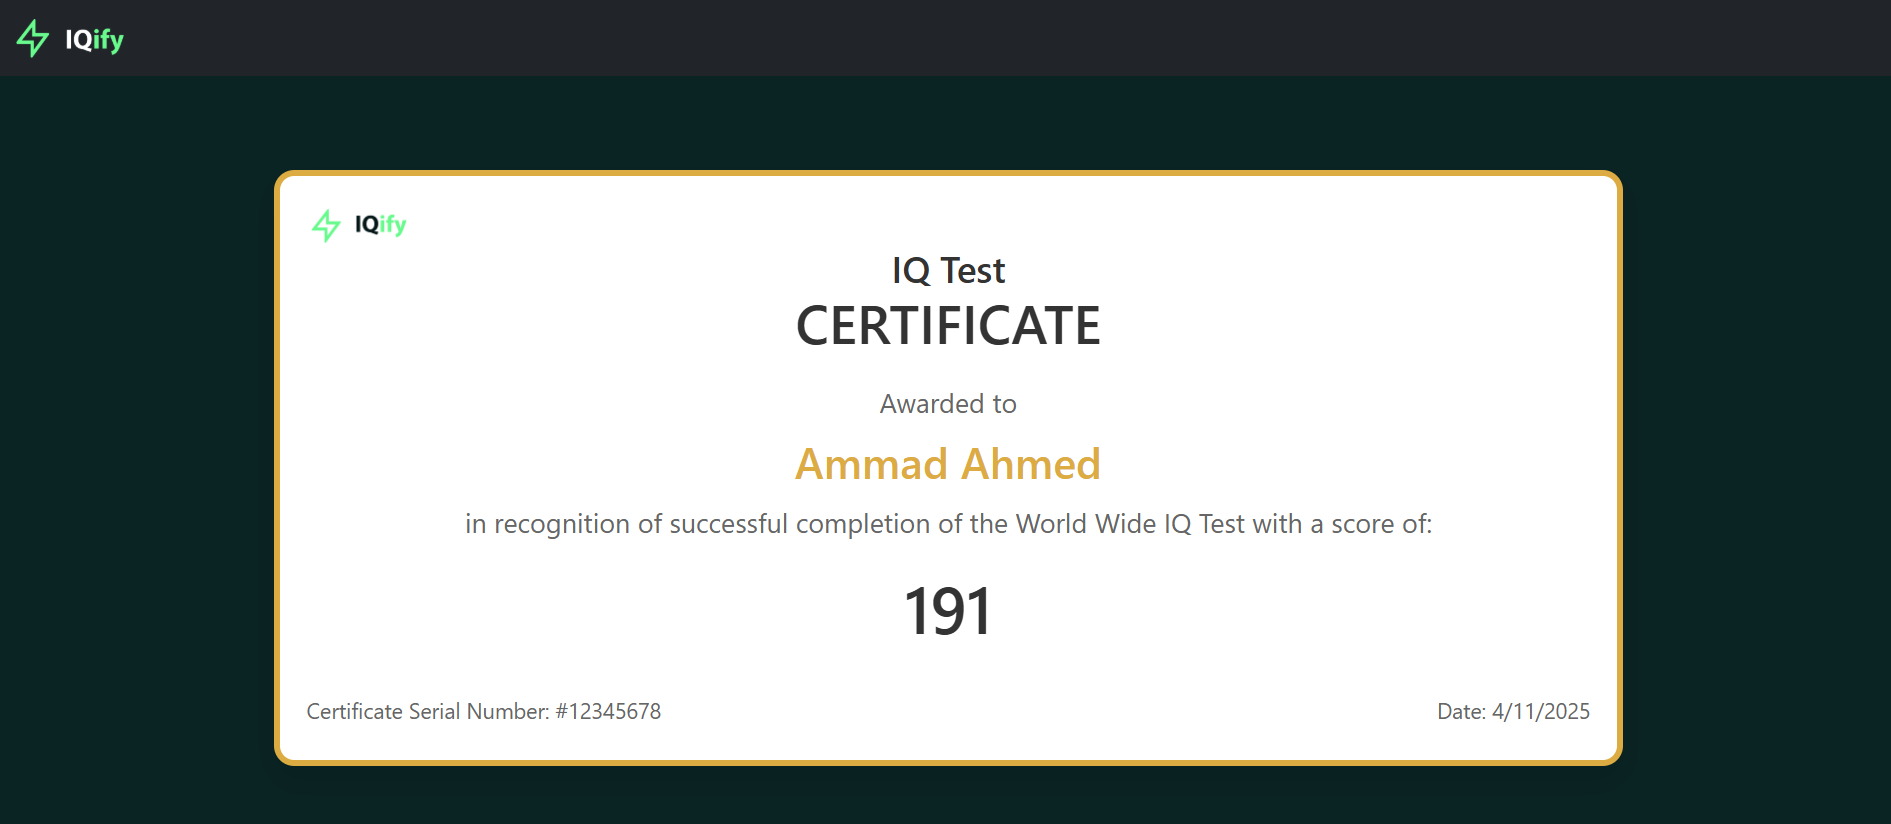 IQify
IQify
IQ Test
CERTIFICATE
Awarded to
Ammad Ahmed
in recognition of successful completion of the World Wide IQ Test with a score of:
191
Certificate Serial Number: #12345678
Date: 4/11/2025